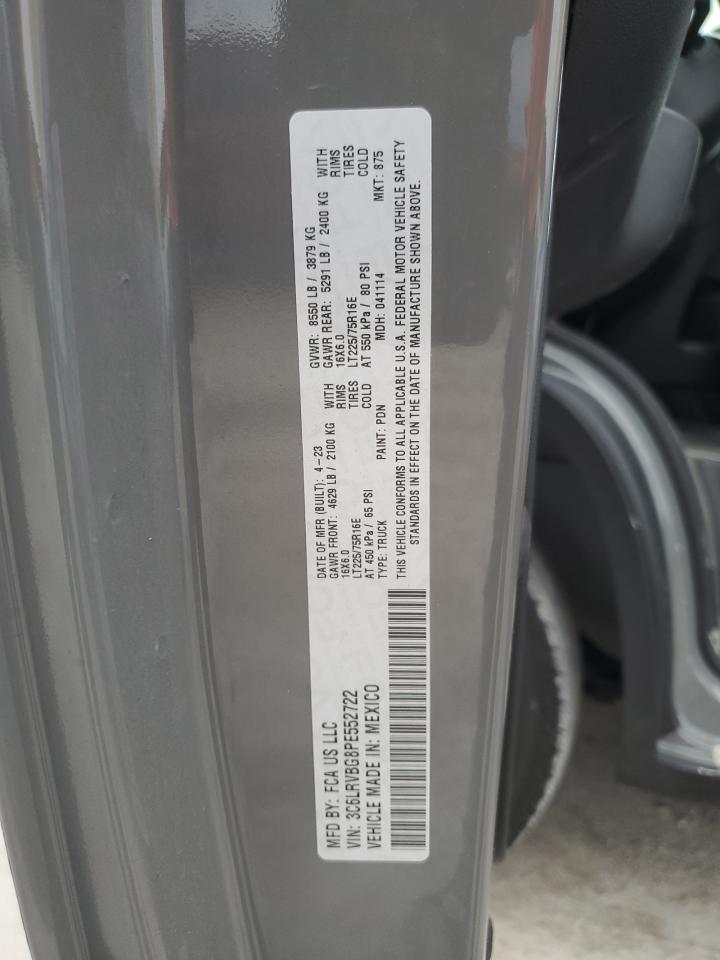 MFD BY: FCA US LLC
VIN: 3C6LRVBG8PE552722
VEHICLE MADE IN: MEXICO
DATE OF MFR (BUILT): 4-23 GVWR: 8550 LB / 3879 KG
GAWR FRONT: 4629 LB / 2100 KG WITH GAWR REAR: 5291 LB / 2400 KG WITH
16X6.0 RIMS 16X6.0 RIMS
LT225/75R16E TIRES LT225/75R16E TIRES
AT 450 kPa / 65 PSI COLD AT 550 kPa / 80 PSI COLD
TYPE: TRUCK PAINT: PDN MDH: 041114 MKT: 875
THIS VEHICLE CONFORMS TO ALL APPLICABLE U.S.A. FEDERAL MOTOR VEHICLE SAFETY
STANDARDS IN EFFECT ON THE DATE OF MANUFACTURE SHOWN ABOVE.